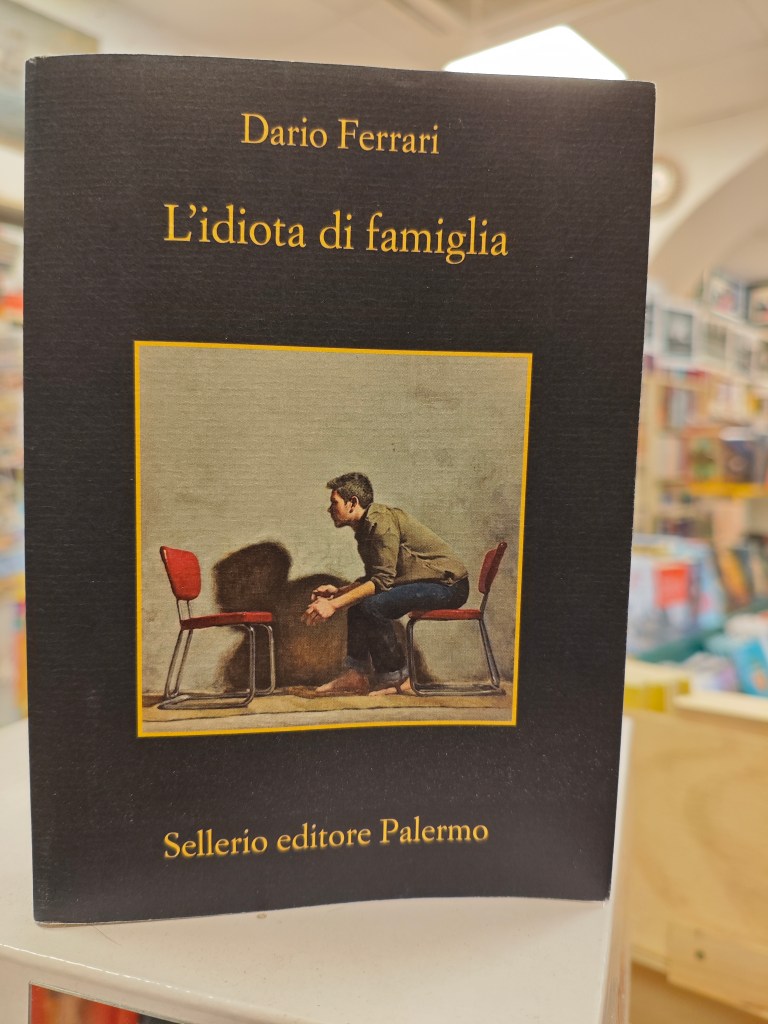 Dario Ferrari
L'idiota di famiglia
Sellerio editore Palermo